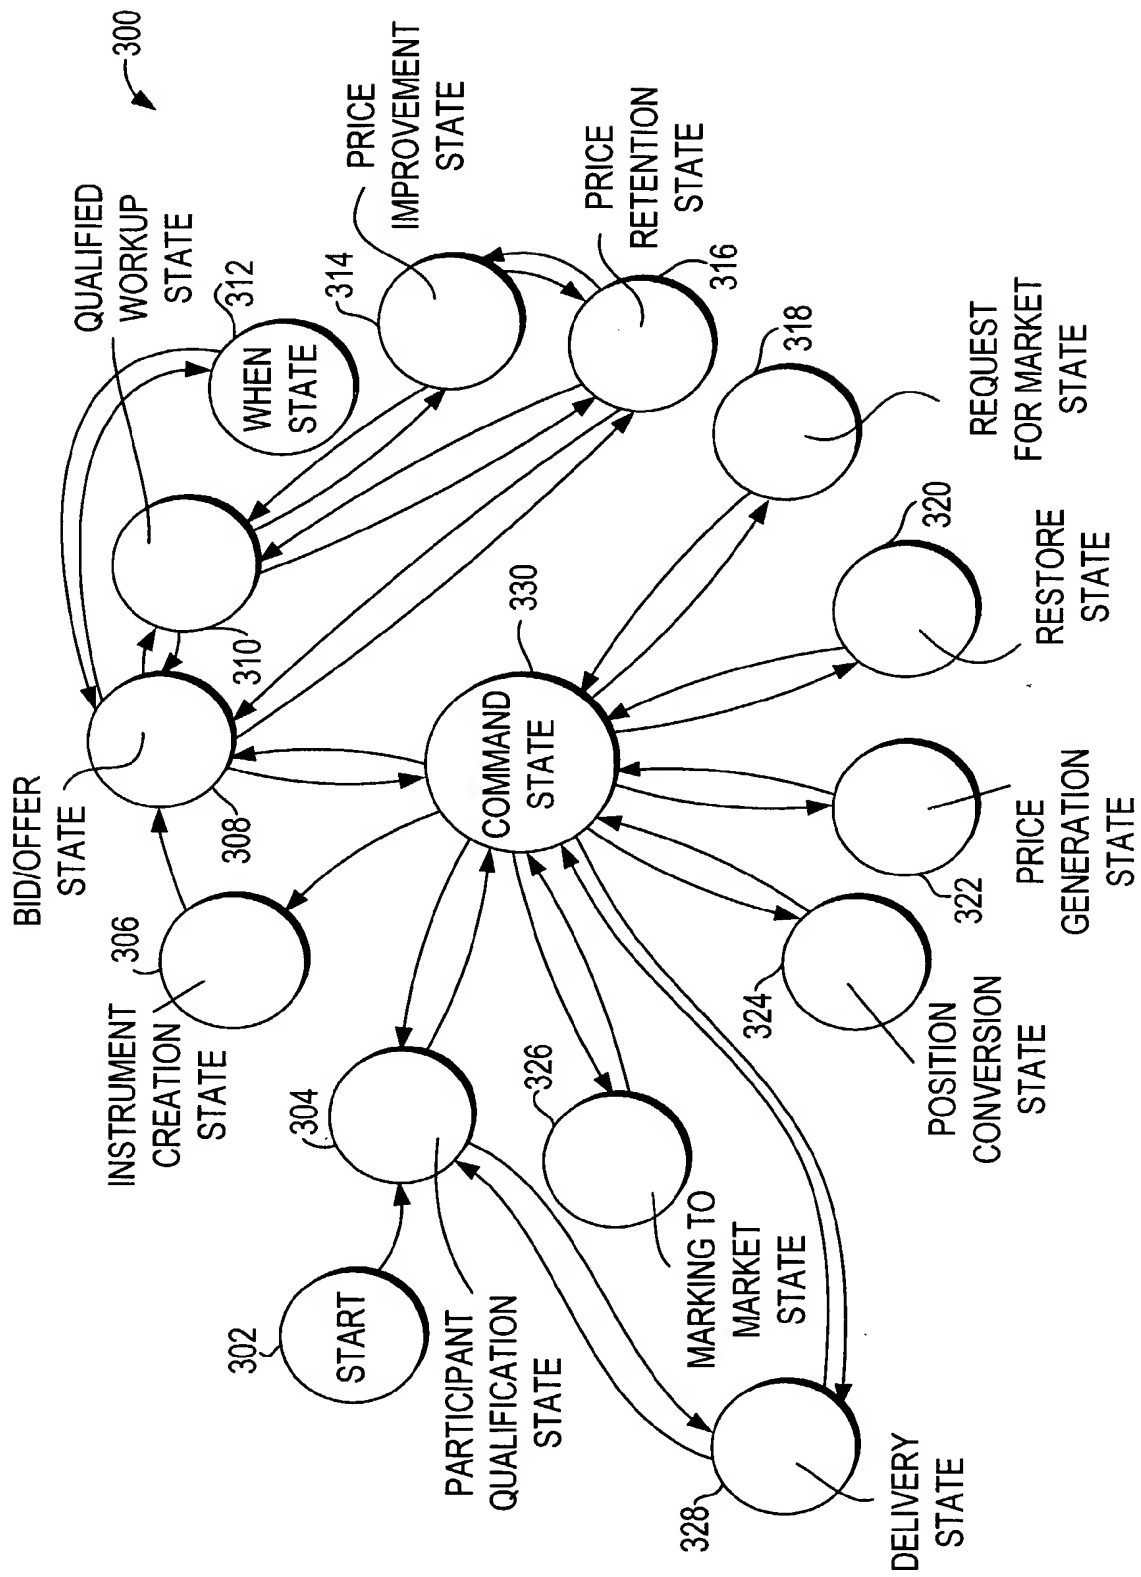 300
QUALIFIED
WORKUP
STATE
312
WHEN
STATE
PRICE
IMPROVEMENT
STATE
314
PRICE
RETENTION
STATE
316
318
REQUEST
FOR MARKET
STATE
320
RESTORE
STATE
310
BID/OFFER
STATE
308
330
COMMAND
STATE
INSTRUMENT
CREATION
STATE
306
304
302
START
PARTICIPANT
QUALIFICATION
STATE
326
MARKING TO
MARKET
STATE
324
POSITION
CONVERSION
STATE
322
PRICE
GENERATION
STATE
328
DELIVERY
STATE